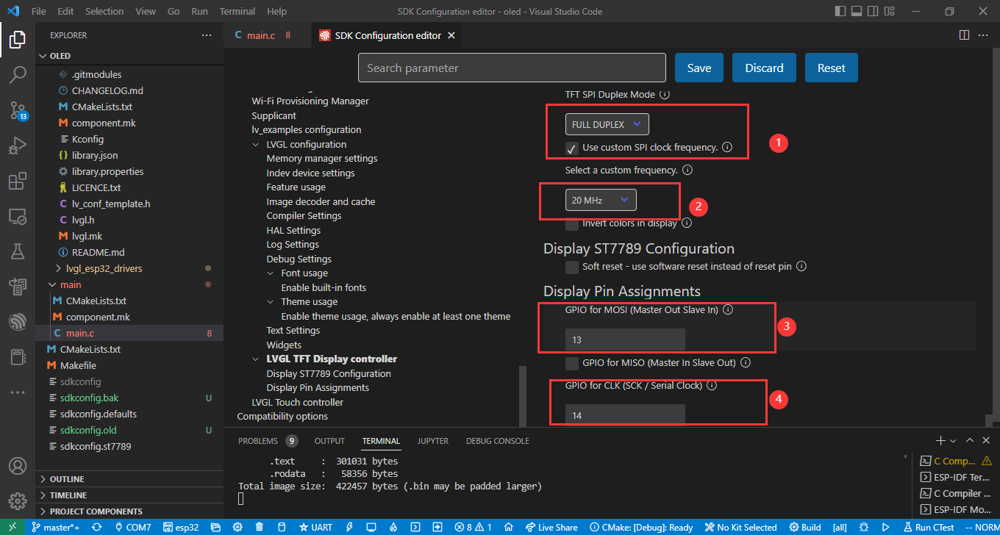 File Edit Selection View Go Run Terminal Help
SDK Configuration editor - oled - Visual Studio Code
EXPLORER
main.c 8
SDK Configuration editor
OLED
.gitmodules
CHANGELOG.md
CMakeLists.txt
component.mk
Kconfig
library.json
library.properties
LICENCE.txt
lv_conf_template.h
lvgl.h
lvgl.mk
README.md
lvgl_esp32_drivers
main
CMakeLists.txt
component.mk
main.c 8
CMakeLists.txt
Makefile
sdkconfig
sdkconfig.bak U
sdkconfig.defaults
sdkconfig.old U
sdkconfig.st7789
OUTLINE
TIMELINE
PROJECT COMPONENTS
13
Search parameter
Save
Discard
Reset
Wi-Fi Provisioning Manager
Supplicant
lv_examples configuration
LVGL configuration
Memory manager settings
Indev device settings
Feature usage
Image decoder and cache
Compiler Settings
HAL Settings
Log Settings
Debug Settings
Font usage
Enable built-in fonts
Theme usage
Enable theme usage, always enable at least one theme
Text Settings
Widgets
LVGL TFT Display controller
Display ST7789 Configuration
Display Pin Assignments
LVGL Touch controller
Compatibility options
TFT SPI Duplex Mode
FULL DUPLEX
Use custom SPI clock frequency.
1
Select a custom frequency.
20 MHz
2
Invert colors in display
Display ST7789 Configuration
Soft reset - use software reset instead of reset pin
Display Pin Assignments
GPIO for MOSI (Master Out Slave In)
3
13
GPIO for MISO (Master In Slave Out)
GPIO for CLK (SCK / Serial Clock)
4
14
PROBLEMS 9 OUTPUT TERMINAL JUPYTER DEBUG CONSOLE
.text : 301031 bytes
.rodata : 58356 bytes
Total image size: 422457 bytes (.bin may be padded larger)
C Comp...
ESP-IDF Ter...
C Compiler ...
ESP-IDF Mo...
master*+ COM7 esp32 UART 8 1 Live Share CMake: [Debug]: Ready No Kit Selected Build [all] Run CTest -- NORM